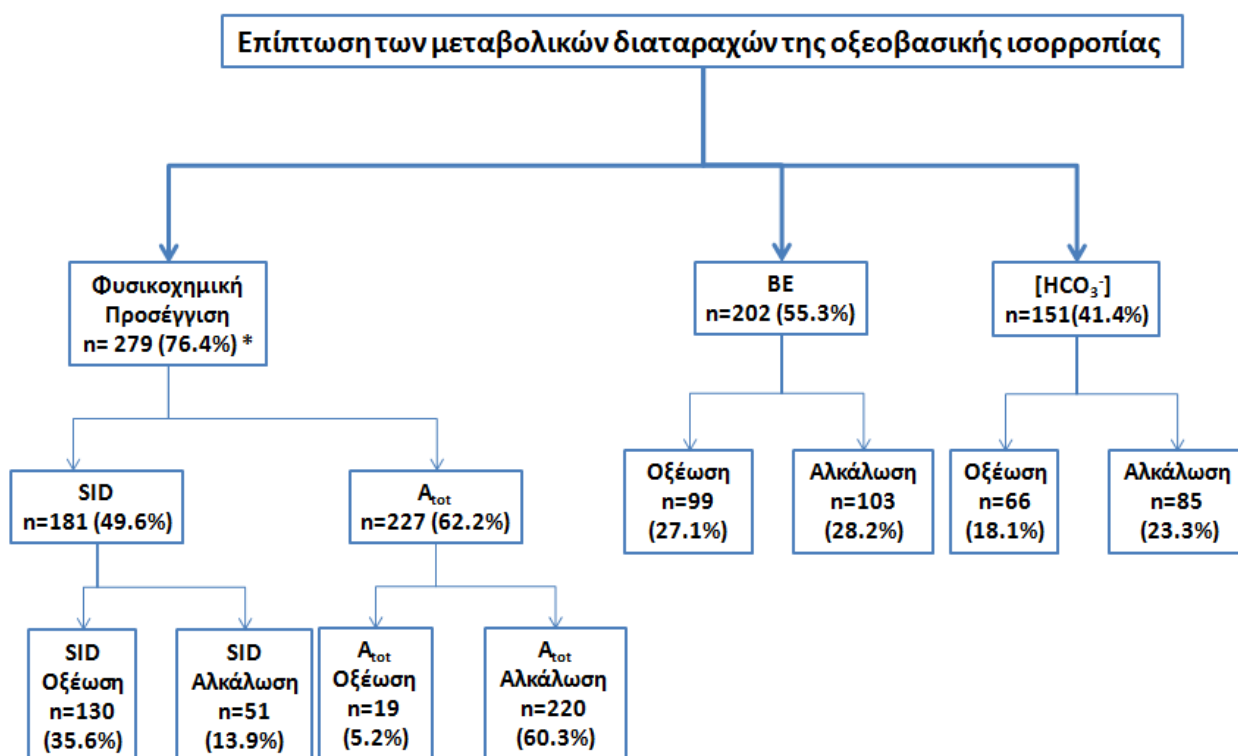 Επίπτωση των μεταβολικών διαταραχών της οξεοβασικής ισορροπίας
Φυσικοχημική
Προσέγγιση
n= 279 (76.4%) *
BE
n=202 (55.3%)
[HCO₃⁻]
n=151(41.4%)
SID
n=181 (49.6%)
Aₜₒₜ
n=227 (62.2%)
Οξέωση
n=99
(27.1%)
Αλκάλωση
n=103
(28.2%)
Οξέωση
n=66
(18.1%)
Αλκάλωση
n=85
(23.3%)
SID
Οξέωση
n=130
(35.6%)
SID
Αλκάλωση
n=51
(13.9%)
Aₜₒₜ
Οξέωση
n=19
(5.2%)
Aₜₒₜ
Αλκάλωση
n=220
(60.3%)